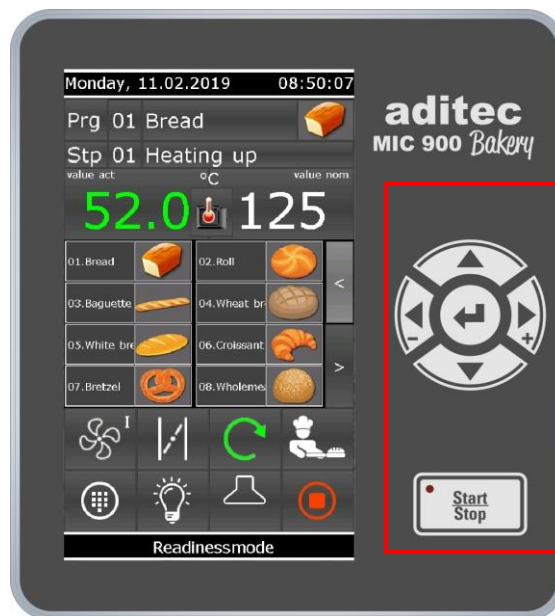 Monday, 11.02.2019 08:50:07
Prg 01 Bread
Stp 01 Heating up
value act °C value nom
52.0 125
01.Bread 02.Roll
03.Baguette 04.Wheat br
05.White bre 06.Croissant
07.Bretzel 08.Wholemea
< 
>
I
Readinessmode
aditec
MIC 900 Bakery
- +
Start
Stop